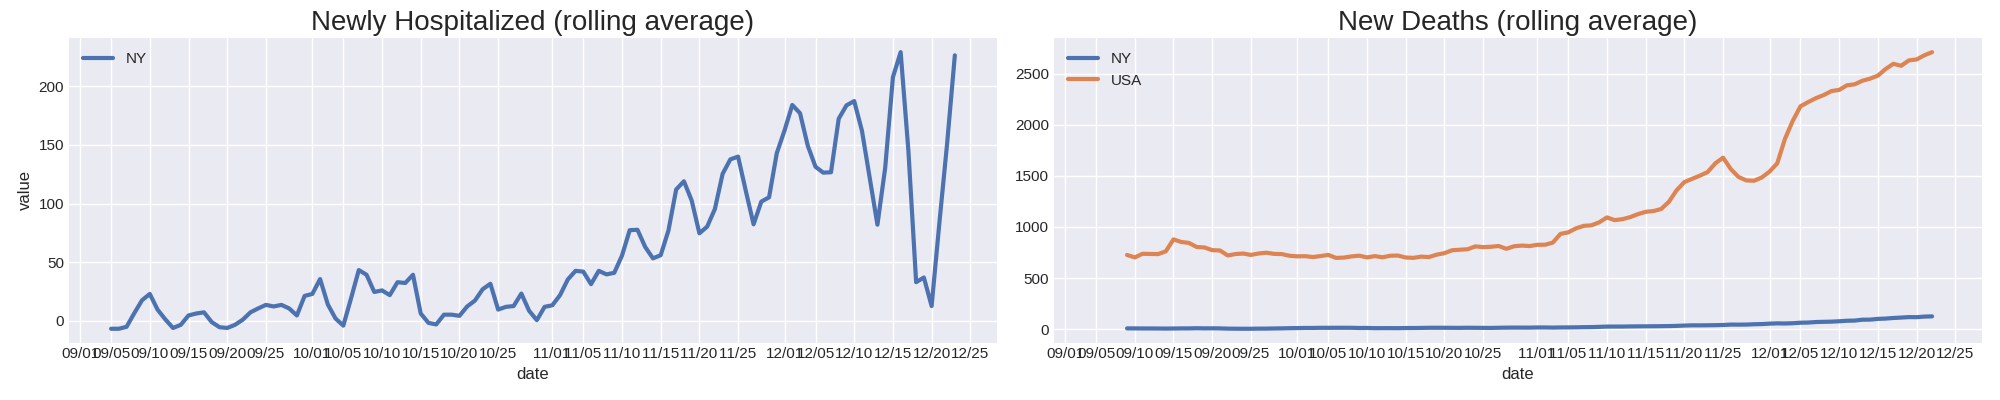 Newly Hospitalized (rolling average)
NY
value
200
150
100
50
0
09/01 09/05 09/10 09/15 09/20 09/25 10/01 10/05 10/10 10/15 10/20 10/25 11/01 11/05 11/10 11/15 11/20 11/25 12/01 12/05 12/10 12/15 12/20 12/25
date
New Deaths (rolling average)
NY
USA
2500
2000
1500
1000
500
0
09/01 09/05 09/10 09/15 09/20 09/25 10/01 10/05 10/10 10/15 10/20 10/25 11/01 11/05 11/10 11/15 11/20 11/25 12/01 12/05 12/10 12/15 12/20 12/25
date